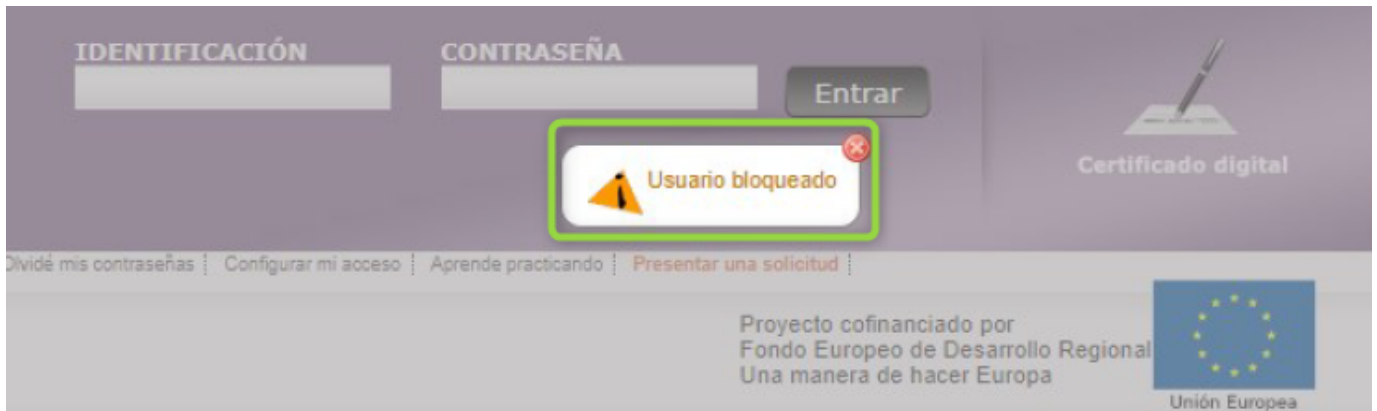 IDENTIFICACIÓN
CONTRASEÑA
Entrar
Certificado digital
Usuario bloqueado
Olvidé mis contraseñas
Configurar mi acceso
Aprende practicando
Presentar una solicitud
Proyecto cofinanciado por
Fondo Europeo de Desarrollo Regional
Una manera de hacer Europa
Unión Europea